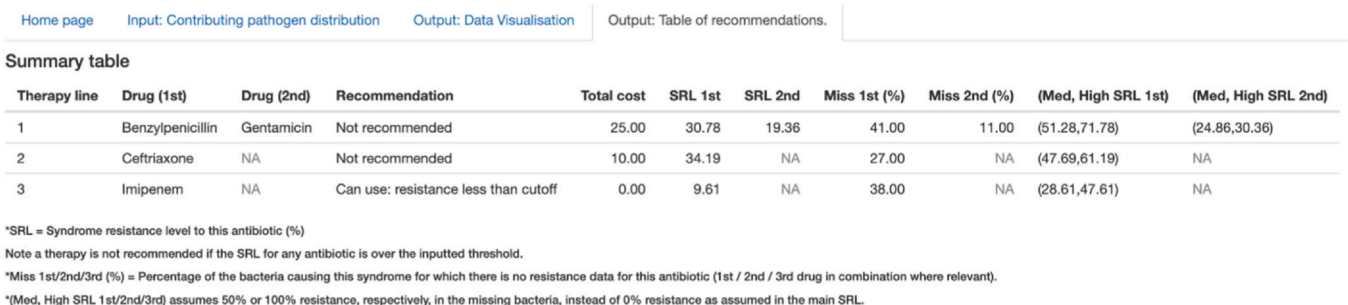 Home page Input: Contributing pathogen distribution Output: Data Visualisation Output: Table of recommendations.
Summary table
Therapy line Drug (1st) Drug (2nd) Recommendation Total cost SRL 1st SRL 2nd Miss 1st (%) Miss 2nd (%) (Med, High SRL 1st) (Med, High SRL 2nd)
1 Benzylpenicillin Gentamicin Not recommended 25.00 30.78 19.36 41.00 11.00 (51.28,71.78) (24.86,30.36)
2 Ceftriaxone NA Not recommended 10.00 34.19 NA 27.00 NA (47.69,61.19) NA
3 Imipenem NA Can use: resistance less than cutoff 0.00 9.61 NA 38.00 NA (28.61,47.61) NA
*SRL = Syndrome resistance level to this antibiotic (%)
Note a therapy is not recommended if the SRL for any antibiotic is over the inputted threshold.
*Miss 1st/2nd/3rd (%) = Percentage of the bacteria causing this syndrome for which there is no resistance data for this antibiotic (1st / 2nd / 3rd drug in combination where relevant).
*(Med, High SRL 1st/2nd/3rd) assumes 50% or 100% resistance, respectively, in the missing bacteria, instead of 0% resistance as assumed in the main SRL.